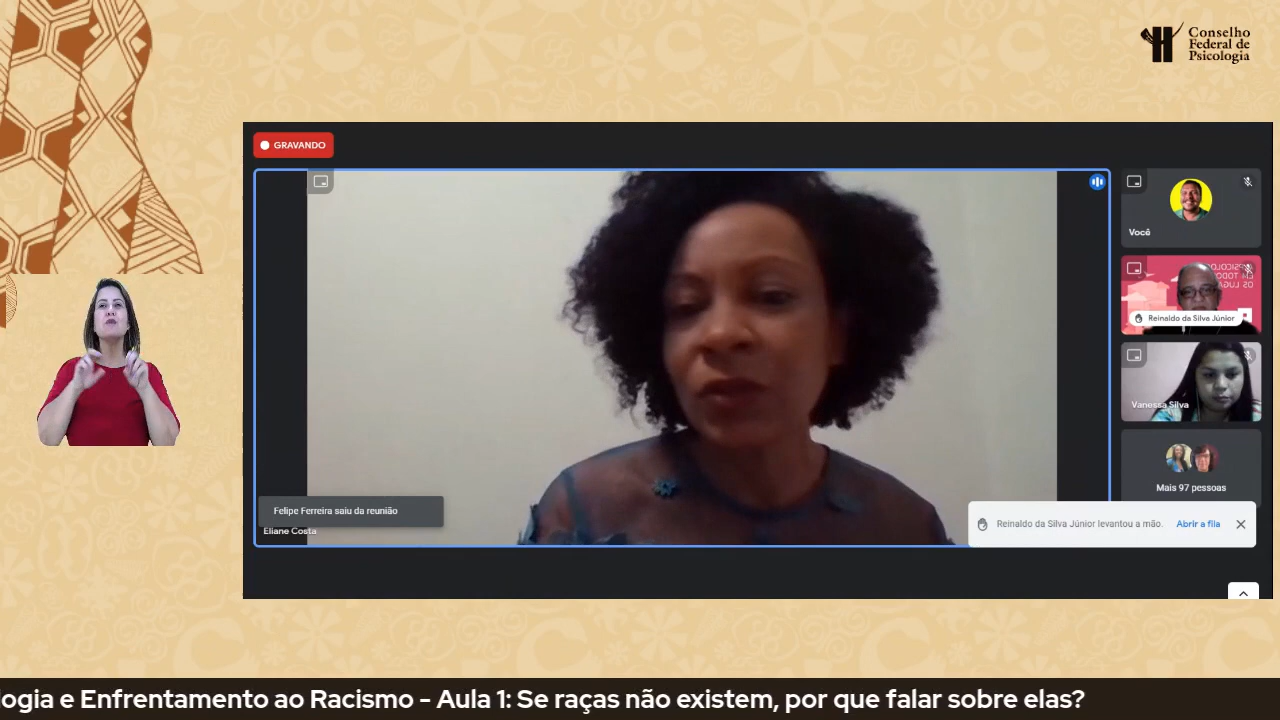 Conselho
Federal de
Psicologia
GRAVANDO
Você
Reinaldo da Silva Júnior
Vanessa Silva
Mais 97 pessoas
Felipe Ferreira saiu da reunião
Eliane Costa
Reinaldo da Silva Júnior levantou a mão.
Abrir a fila
logia e Enfrentamento ao Racismo - Aula 1: Se raças não existem, por que falar sobre elas?